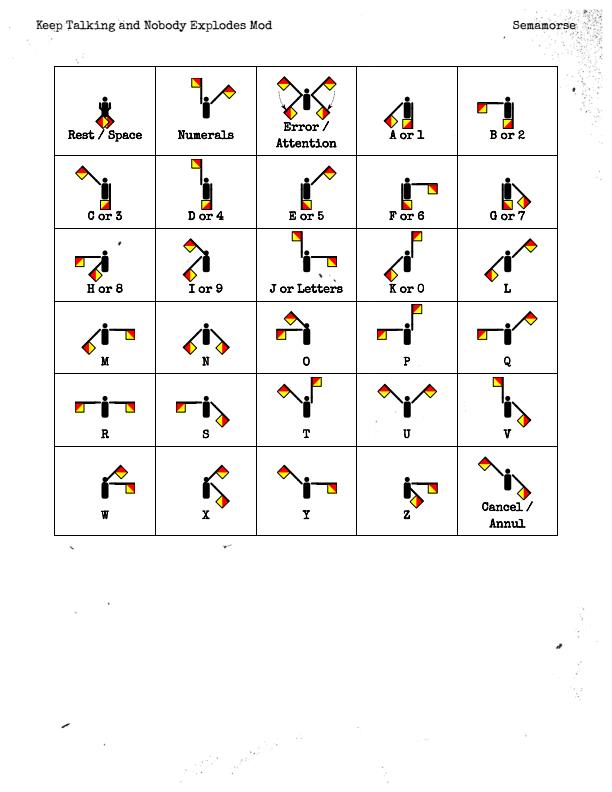 Keep Talking and Nobody Explodes Mod Semamorse
Rest / Space Numerals Error / Attention A or 1 B or 2
C or 3 D or 4 E or 5 F or 6 G or 7
H or 8 I or 9 J or Letters K or 0 L
M N O P Q
R S T U V
W X Y Z Cancel / Annul